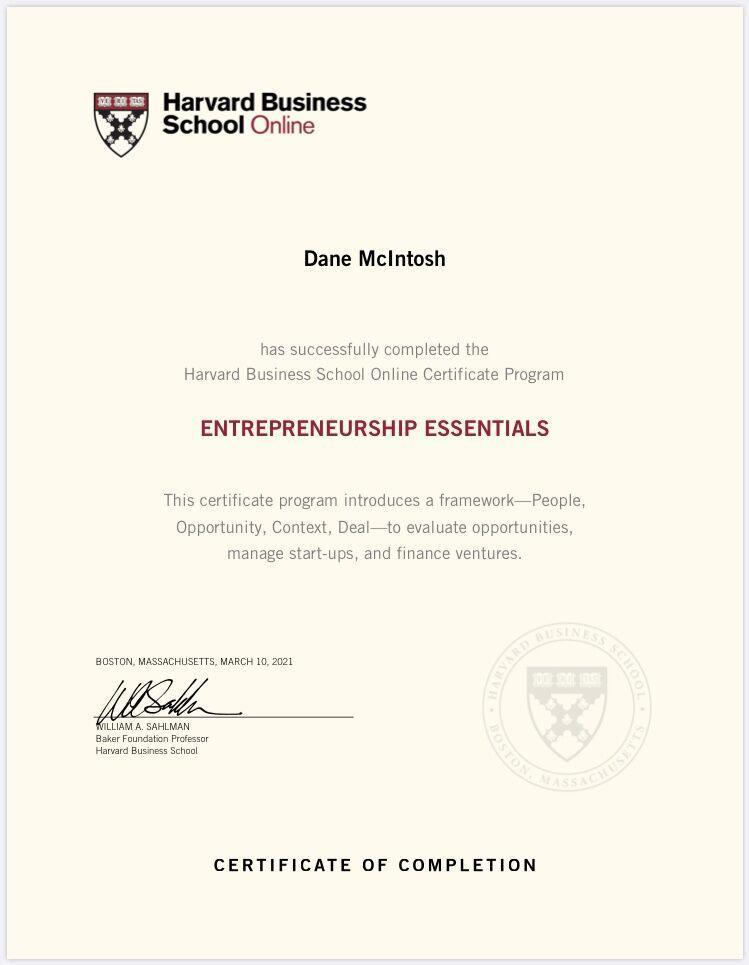 Harvard Business
School Online
Dane McIntosh
has successfully completed the
Harvard Business School Online Certificate Program
ENTREPRENEURSHIP ESSENTIALS
This certificate program introduces a framework—People,
Opportunity, Context, Deal—to evaluate opportunities,
manage start-ups, and finance ventures.
BOSTON, MASSACHUSETTS, MARCH 10, 2021
WILLIAM A. SAHLMAN
Baker Foundation Professor
Harvard Business School
HARVARD BUSINESS SCHOOL
BOSTON, MASSACHUSETTS
CERTIFICATE OF COMPLETION